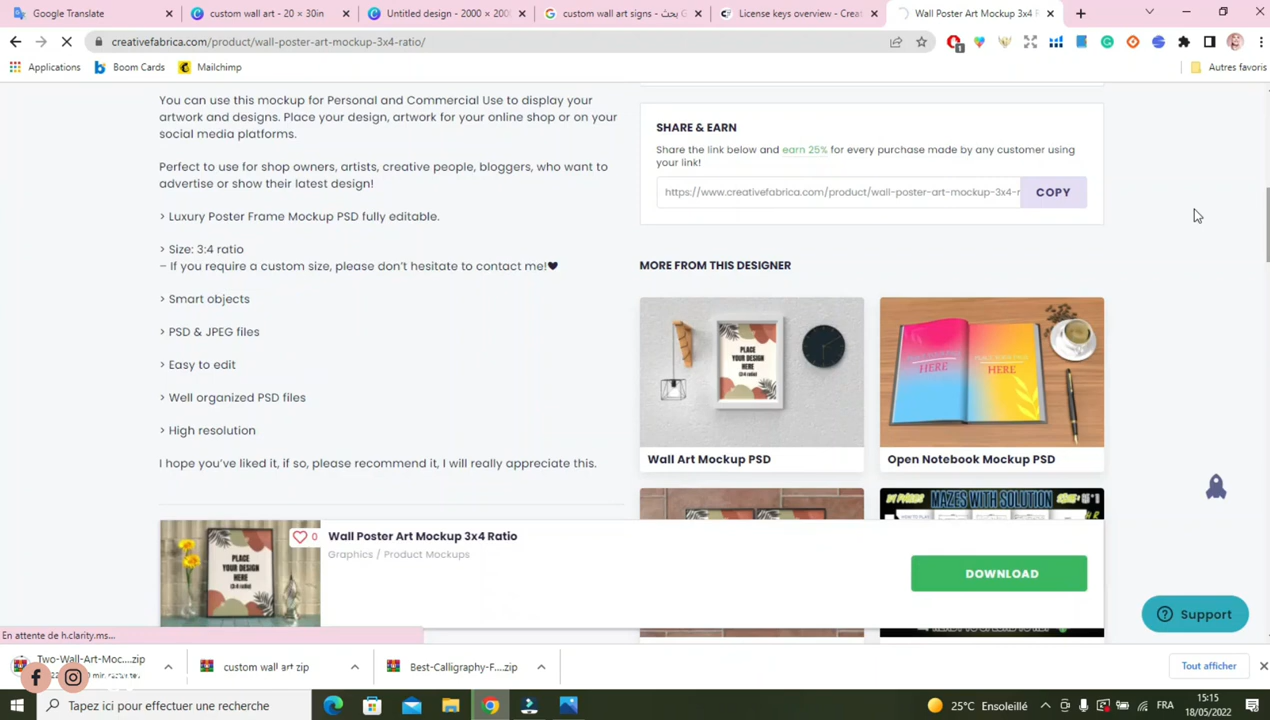 Google Translate
custom wall art - 20 × 30in
Untitled design - 2000 × 200
custom wall art signs - بحث G
License keys overview - Creat
Wall Poster Art Mockup 3x4 R
creativefabrica.com/product/wall-poster-art-mockup-3x4-ratio/
Applications
Boom Cards
Mailchimp
Autres favoris
You can use this mockup for Personal and Commercial Use to display your
artwork and designs. Place your design, artwork for your online shop or on your
social media platforms.
Perfect to use for shop owners, artists, creative people, bloggers, who want to
advertise or show their latest design!
> Luxury Poster Frame Mockup PSD fully editable.
> Size: 3:4 ratio
– If you require a custom size, please don't hesitate to contact me!♥
> Smart objects
> PSD & JPEG files
> Easy to edit
> Well organized PSD files
> High resolution
I hope you've liked it, if so, please recommend it, I will really appreciate this.
SHARE & EARN
Share the link below and earn 25% for every purchase made by any customer using
your link!
https://www.creativefabrica.com/product/wall-poster-art-mockup-3x4-r
COPY
MORE FROM THIS DESIGNER
PLACE
YOUR DESIGN
HERE
HERE
HERE
Wall Art Mockup PSD
Open Notebook Mockup PSD
MAZES WITH SOLUTION
PLACE
YOUR DESIGN
HERE
0
Wall Poster Art Mockup 3x4 Ratio
Graphics / Product Mockups
DOWNLOAD
Support
En attente de h.clarity.ms...
Two-Wall-Art-Moc....zip
custom wall art zip
Best-Calligraphy-F....zip
Tout afficher
Tapez ici pour effectuer une recherche
25°C Ensoleillé
FRA
15:15
18/05/2022